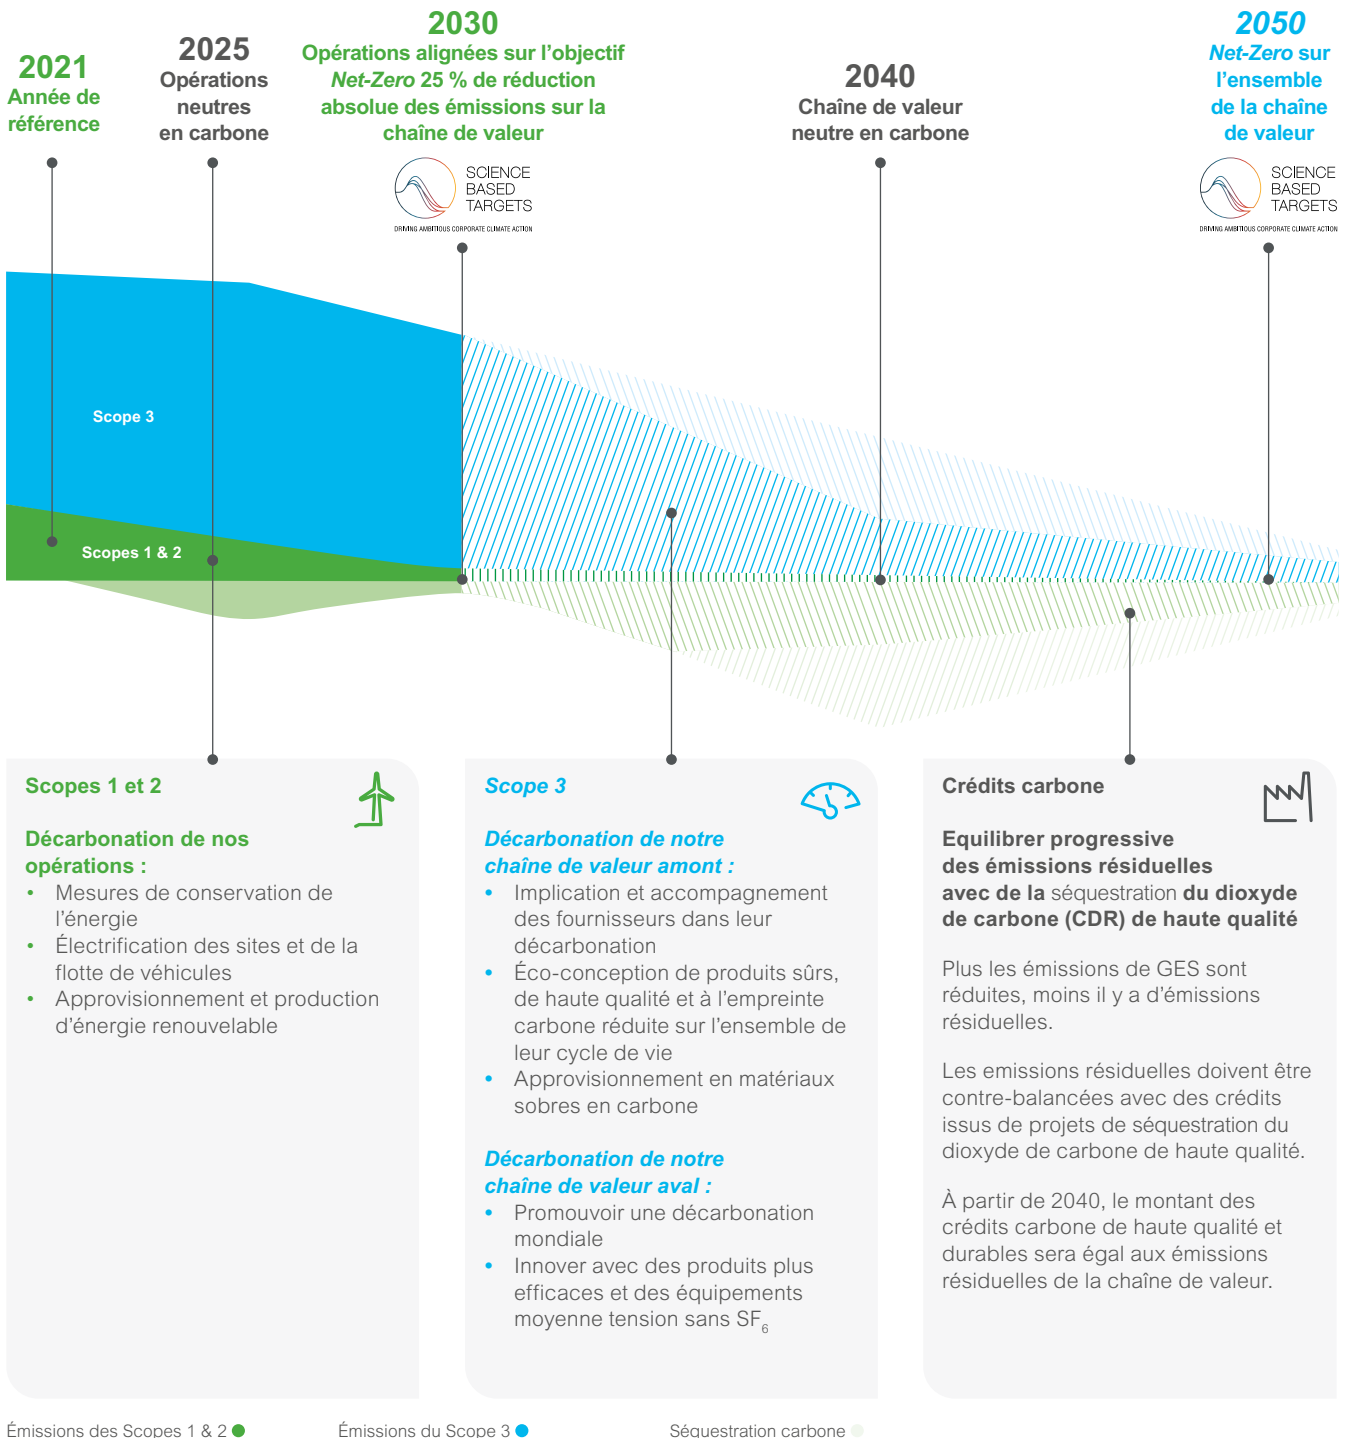 2021
Année de
référence
2025
Opérations
neutres
en carbone
2030
Opérations alignées sur l’objectif
Net-Zero 25 % de réduction
absolue des émissions sur la
chaîne de valeur
SCIENCE
BASED
TARGETS
DRIVING AMBITIOUS CORPORATE CLIMATE ACTION
2040
Chaîne de valeur
neutre en carbone
2050
Net-Zero sur
l’ensemble
de la chaîne
de valeur
SCIENCE
BASED
TARGETS
DRIVING AMBITIOUS CORPORATE CLIMATE ACTION
Scope 3
Scopes 1 & 2
Scopes 1 et 2
Décarbonation de nos
opérations :
• Mesures de conservation de
l’énergie
• Électrification des sites et de la
flotte de véhicules
• Approvisionnement et production
d’énergie renouvelable
Scope 3
Décarbonation de notre
chaîne de valeur amont :
• Implication et accompagnement
des fournisseurs dans leur
décarbonation
• Éco-conception de produits sûrs,
de haute qualité et à l’empreinte
carbone réduite sur l’ensemble de
leur cycle de vie
• Approvisionnement en matériaux
sobres en carbone
Décarbonation de notre
chaîne de valeur aval :
• Promouvoir une décarbonation
mondiale
• Innover avec des produits plus
efficaces et des équipements
moyenne tension sans SF₆
Crédits carbone
Equilibrer progressive
des émissions résiduelles
avec de la séquestration du dioxyde
de carbone (CDR) de haute qualité
Plus les émissions de GES sont
réduites, moins il y a d’émissions
résiduelles.
Les emissions résiduelles doivent être
contre-balancées avec des crédits
issus de projets de séquestration du
dioxyde de carbone de haute qualité.
À partir de 2040, le montant des
crédits carbone de haute qualité et
durables sera égal aux émissions
résiduelles de la chaîne de valeur.
Émissions des Scopes 1 & 2
Émissions du Scope 3
Séquestration carbone